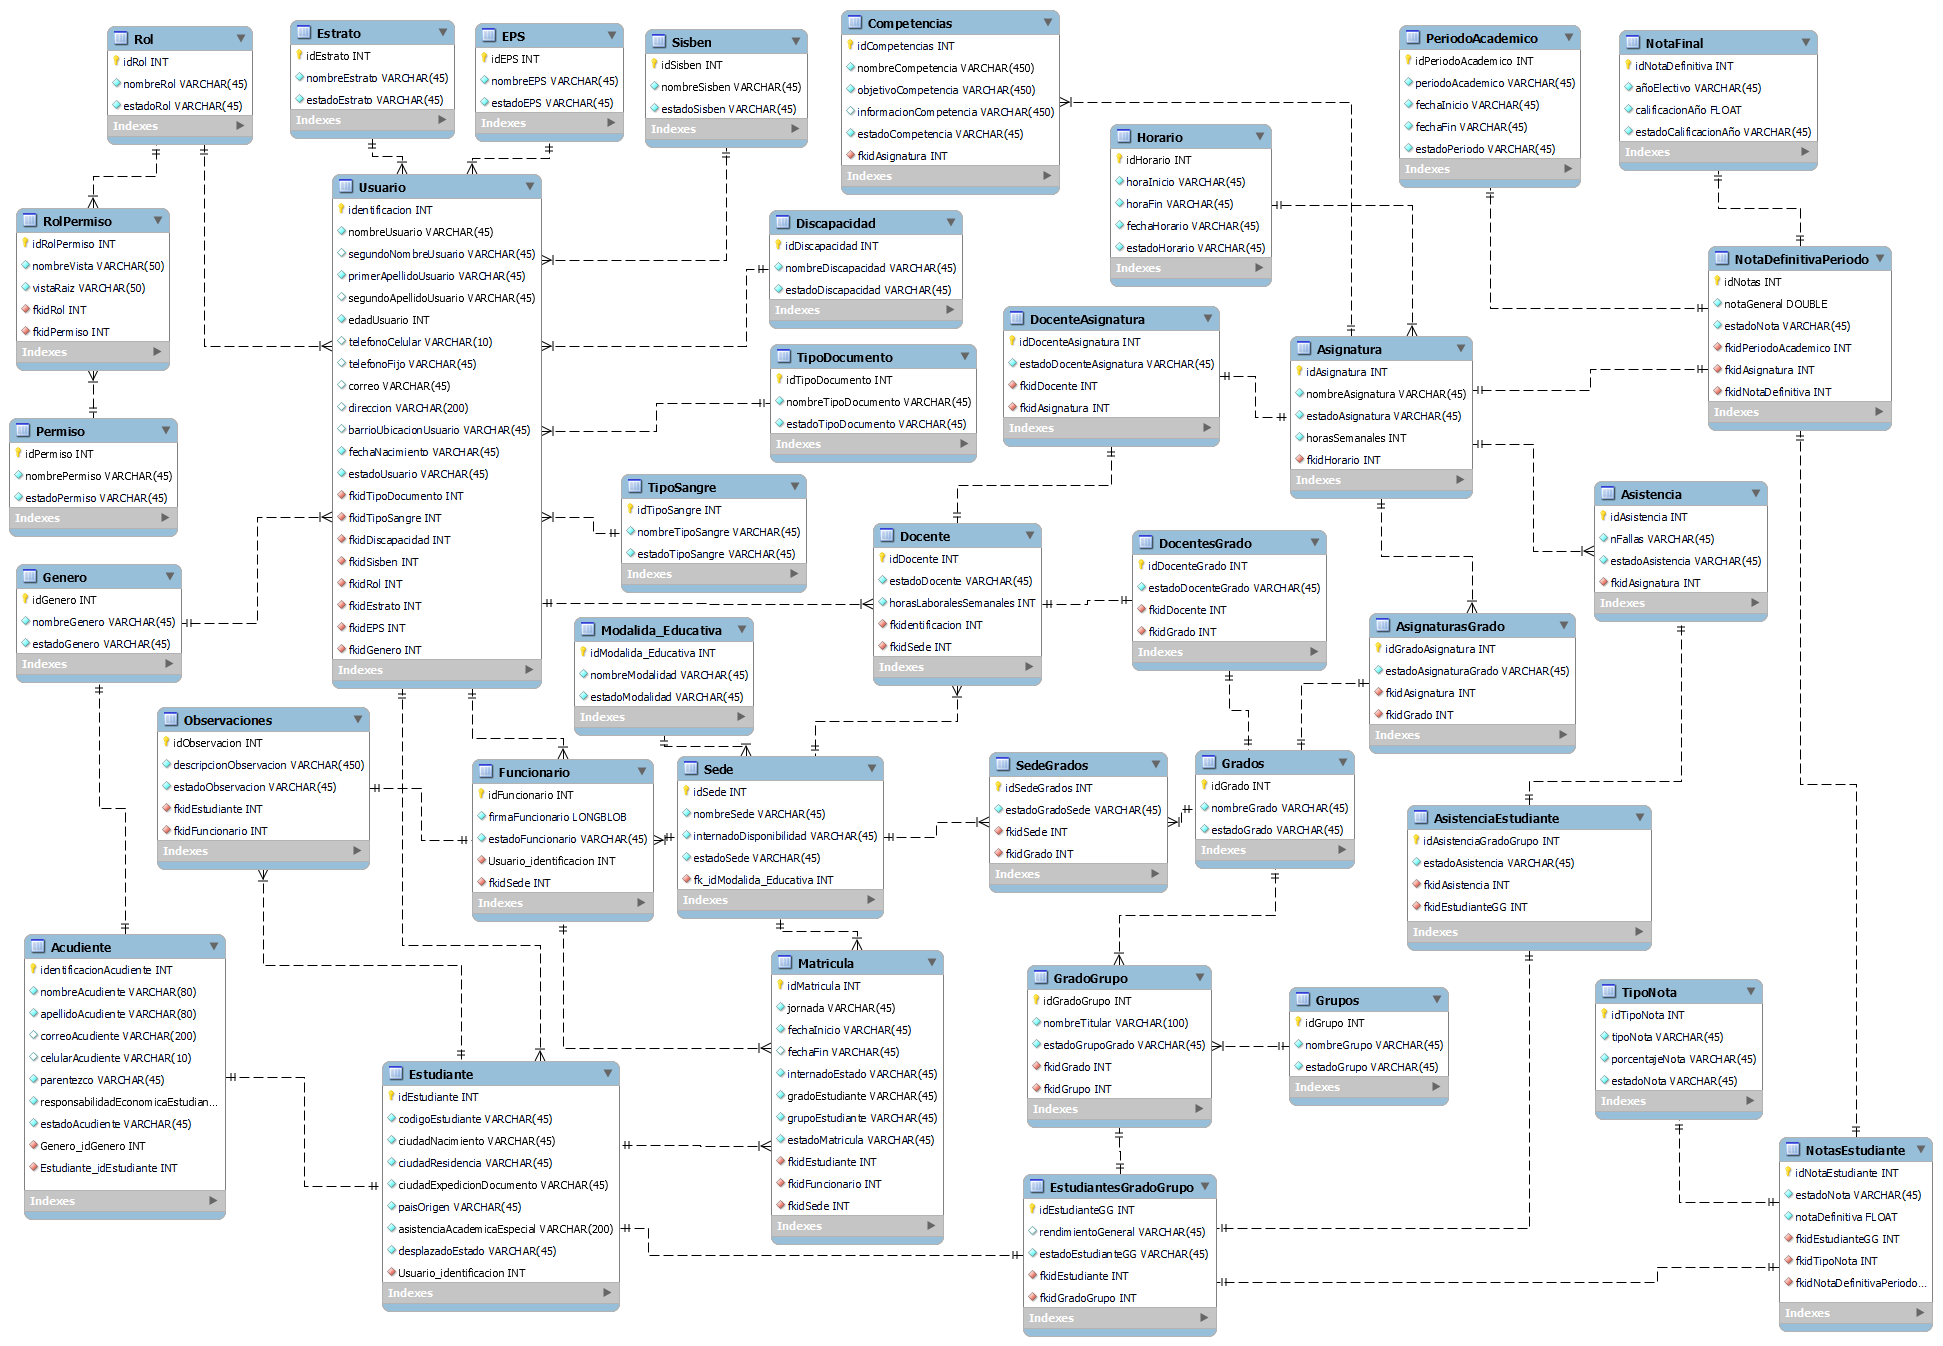 Rol
idRol INT
nombreRol VARCHAR(45)
estadoRol VARCHAR(45)
Indexes
Estrato
idEstrato INT
nombreEstrato VARCHAR(45)
estadoEstrato VARCHAR(45)
Indexes
EPS
idEPS INT
nombreEPS VARCHAR(45)
estadoEPS VARCHAR(45)
Indexes
Sisben
idSisben INT
nombreSisben VARCHAR(45)
estadoSisben VARCHAR(45)
Indexes
Competencias
idCompetencias INT
nombreCompetencia VARCHAR(450)
objetivoCompetencia VARCHAR(450)
informacionCompetencia VARCHAR(450)
estadoCompetencia VARCHAR(45)
fkidAsignatura INT
Indexes
Horario
idHorario INT
horaInicio VARCHAR(45)
horaFin VARCHAR(45)
fechaHorario VARCHAR(45)
estadoHorario VARCHAR(45)
Indexes
PeriodoAcademico
idPeriodoAcademico INT
periodoAcademico VARCHAR(45)
fechaInicio VARCHAR(45)
fechaFin VARCHAR(45)
estadoPeriodo VARCHAR(45)
Indexes
NotaFinal
idNotaDefinitiva INT
añoElectivo VARCHAR(45)
calificacionAño FLOAT
estadoCalificacionAño VARCHAR(45)
Indexes
RolPermiso
idRolPermiso INT
nombreVista VARCHAR(50)
vistaRaiz VARCHAR(50)
fkidRol INT
fkidPermiso INT
Indexes
Usuario
identificacion INT
nombreUsuario VARCHAR(45)
segundoNombreUsuario VARCHAR(45)
primerApellidoUsuario VARCHAR(45)
segundoApellidoUsuario VARCHAR(45)
edadUsuario INT
telefonoCelular VARCHAR(10)
telefonoFijo VARCHAR(45)
correo VARCHAR(45)
direccion VARCHAR(200)
barrioUbicacionUsuario VARCHAR(45)
fechaNacimiento VARCHAR(45)
estadoUsuario VARCHAR(45)
fkidTipoDocumento INT
fkidTipoSangre INT
fkidDiscapacidad INT
fkidSisben INT
fkidRol INT
fkidEstrato INT
fkidEPS INT
fkidGenero INT
Indexes
Discapacidad
idDiscapacidad INT
nombreDiscapacidad VARCHAR(45)
estadoDiscapacidad VARCHAR(45)
Indexes
TipoDocumento
idTipoDocumento INT
nombreTipoDocumento VARCHAR(45)
estadoTipoDocumento VARCHAR(45)
Indexes
DocenteAsignatura
idDocenteAsignatura INT
estadoDocenteAsignatura VARCHAR(45)
fkidDocente INT
fkidAsignatura INT
Indexes
Asignatura
idAsignatura INT
nombreAsignatura VARCHAR(45)
estadoAsignatura VARCHAR(45)
horasSemanales INT
fkidHorario INT
Indexes
NotaDefinitivaPeriodo
idNotas INT
notaGeneral DOUBLE
estadoNota VARCHAR(45)
fkidPeriodoAcademico INT
fkidAsignatura INT
fkidNotaDefinitiva INT
Indexes
Permiso
idPermiso INT
nombrePermiso VARCHAR(45)
estadoPermiso VARCHAR(45)
Indexes
TipoSangre
idTipoSangre INT
nombreTipoSangre VARCHAR(45)
estadoTipoSangre VARCHAR(45)
Indexes
Docente
idDocente INT
estadoDocente VARCHAR(45)
horasLaboralesSemanales INT
fkidentificacion INT
fkidSede INT
Indexes
DocentesGrado
idDocenteGrado INT
estadoDocenteGrado VARCHAR(45)
fkidDocente INT
fkidGrado INT
Indexes
Asistencia
idAsistencia INT
nFallas VARCHAR(45)
estadoAsistencia VARCHAR(45)
fkidAsignatura INT
Indexes
Genero
idGenero INT
nombreGenero VARCHAR(45)
estadoGenero VARCHAR(45)
Indexes
Modalida_Educativa
idModalida_Educativa INT
nombreModalidad VARCHAR(45)
estadoModalidad VARCHAR(45)
Indexes
AsignaturasGrado
idGradoAsignatura INT
estadoAsignaturaGrado VARCHAR(45)
fkidAsignatura INT
fkidGrado INT
Indexes
Observaciones
idObservacion INT
descripcionObservacion VARCHAR(450)
estadoObservacion VARCHAR(45)
fkidEstudiante INT
fkidFuncionario INT
Indexes
Funcionario
idFuncionario INT
firmaFuncionario LONGBLOB
estadoFuncionario VARCHAR(45)
Usuario_identificacion INT
fkidSede INT
Indexes
Sede
idSede INT
nombreSede VARCHAR(45)
internadoDisponibilidad VARCHAR(45)
estadoSede VARCHAR(45)
fk_idModalida_Educativa INT
Indexes
SedeGrados
idSedeGrados INT
estadoGradoSede VARCHAR(45)
fkidSede INT
fkidGrado INT
Indexes
Grados
idGrado INT
nombreGrado VARCHAR(45)
estadoGrado VARCHAR(45)
Indexes
AsistenciaEstudiante
idAsistenciaGradoGrupo INT
estadoAsistencia VARCHAR(45)
fkidAsistencia INT
fkidEstudianteGG INT
Indexes
Acudiente
identificacionAcudiente INT
nombreAcudiente VARCHAR(80)
apellidoAcudiente VARCHAR(80)
correoAcudiente VARCHAR(200)
celularAcudiente VARCHAR(10)
parentezco VARCHAR(45)
responsabilidadEconomicaEstudian...
estadoAcudiente VARCHAR(45)
Genero_idGenero INT
Estudiante_idEstudiante INT
Indexes
Matricula
idMatricula INT
jornada VARCHAR(45)
fechaInicio VARCHAR(45)
fechaFin VARCHAR(45)
internadoEstado VARCHAR(45)
gradoEstudiante VARCHAR(45)
grupoEstudiante VARCHAR(45)
estadoMatricula VARCHAR(45)
fkidEstudiante INT
fkidFuncionario INT
fkidSede INT
Indexes
GradoGrupo
idGradoGrupo INT
nombreTitular VARCHAR(100)
estadoGrupoGrado VARCHAR(45)
fkidGrado INT
fkidGrupo INT
Indexes
Grupos
idGrupo INT
nombreGrupo VARCHAR(45)
estadoGrupo VARCHAR(45)
Indexes
TipoNota
idTipoNota INT
tipoNota VARCHAR(45)
porcentajeNota VARCHAR(45)
estadoNota VARCHAR(45)
Indexes
Estudiante
idEstudiante INT
codigoEstudiante VARCHAR(45)
ciudadNacimiento VARCHAR(45)
ciudadResidencia VARCHAR(45)
ciudadExpedicionDocumento VARCHAR(45)
paisOrigen VARCHAR(45)
asistenciaAcademicaEspecial VARCHAR(200)
desplazadoEstado VARCHAR(45)
Usuario_identificacion INT
Indexes
EstudiantesGradoGrupo
idEstudianteGG INT
rendimientoGeneral VARCHAR(45)
estadoEstudianteGG VARCHAR(45)
fkidEstudiante INT
fkidGradoGrupo INT
Indexes
NotasEstudiante
idNotaEstudiante INT
estadoNota VARCHAR(45)
notaDefinitiva FLOAT
fkidEstudianteGG INT
fkidTipoNota INT
fkidNotaDefinitivaPeriodo...
Indexes